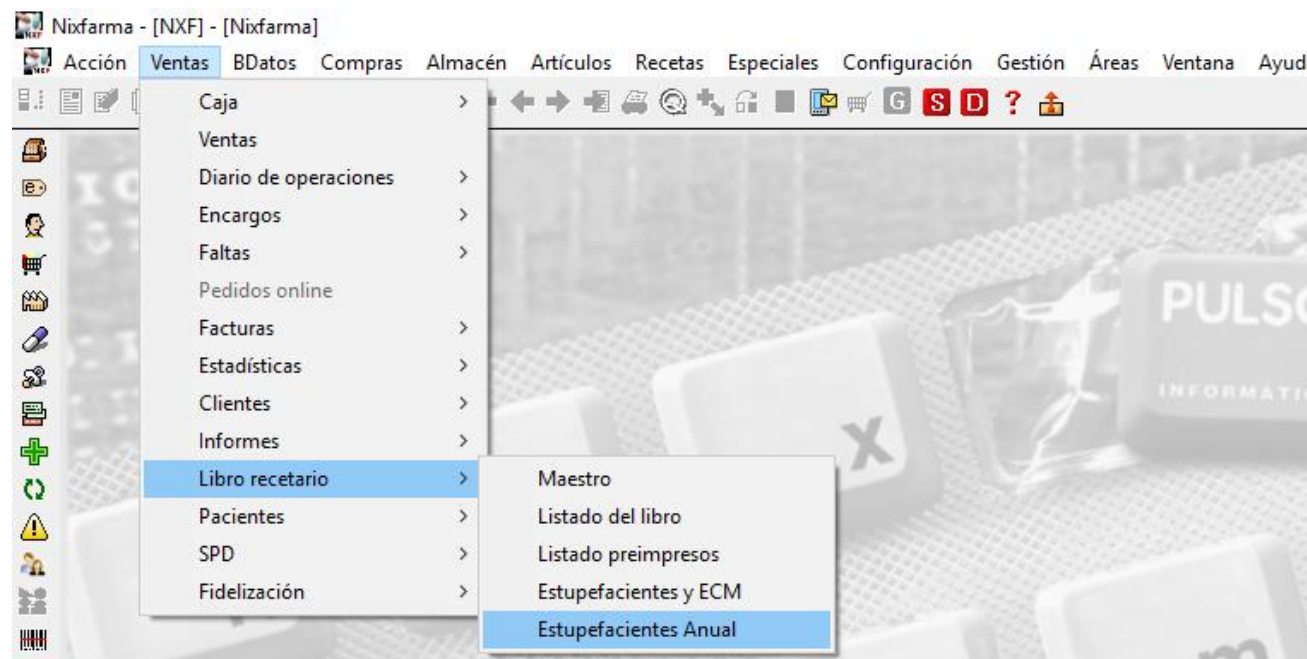 Nixfarma - [NXF] - [Nixfarma]
Acción Ventas BDatos Compras Almacén Artículos Recetas Especiales Configuración Gestión Áreas Ventana Ayud
G S D ?
Caja
Ventas
Diario de operaciones
Encargos
Faltas
Pedidos online
Facturas
Estadísticas
Clientes
Informes
Libro recetario
Pacientes
SPD
Fidelización
Maestro
Listado del libro
Listado preimpresos
Estupefacientes y ECM
Estupefacientes Anual
PULSO
INFORMATI
x
m